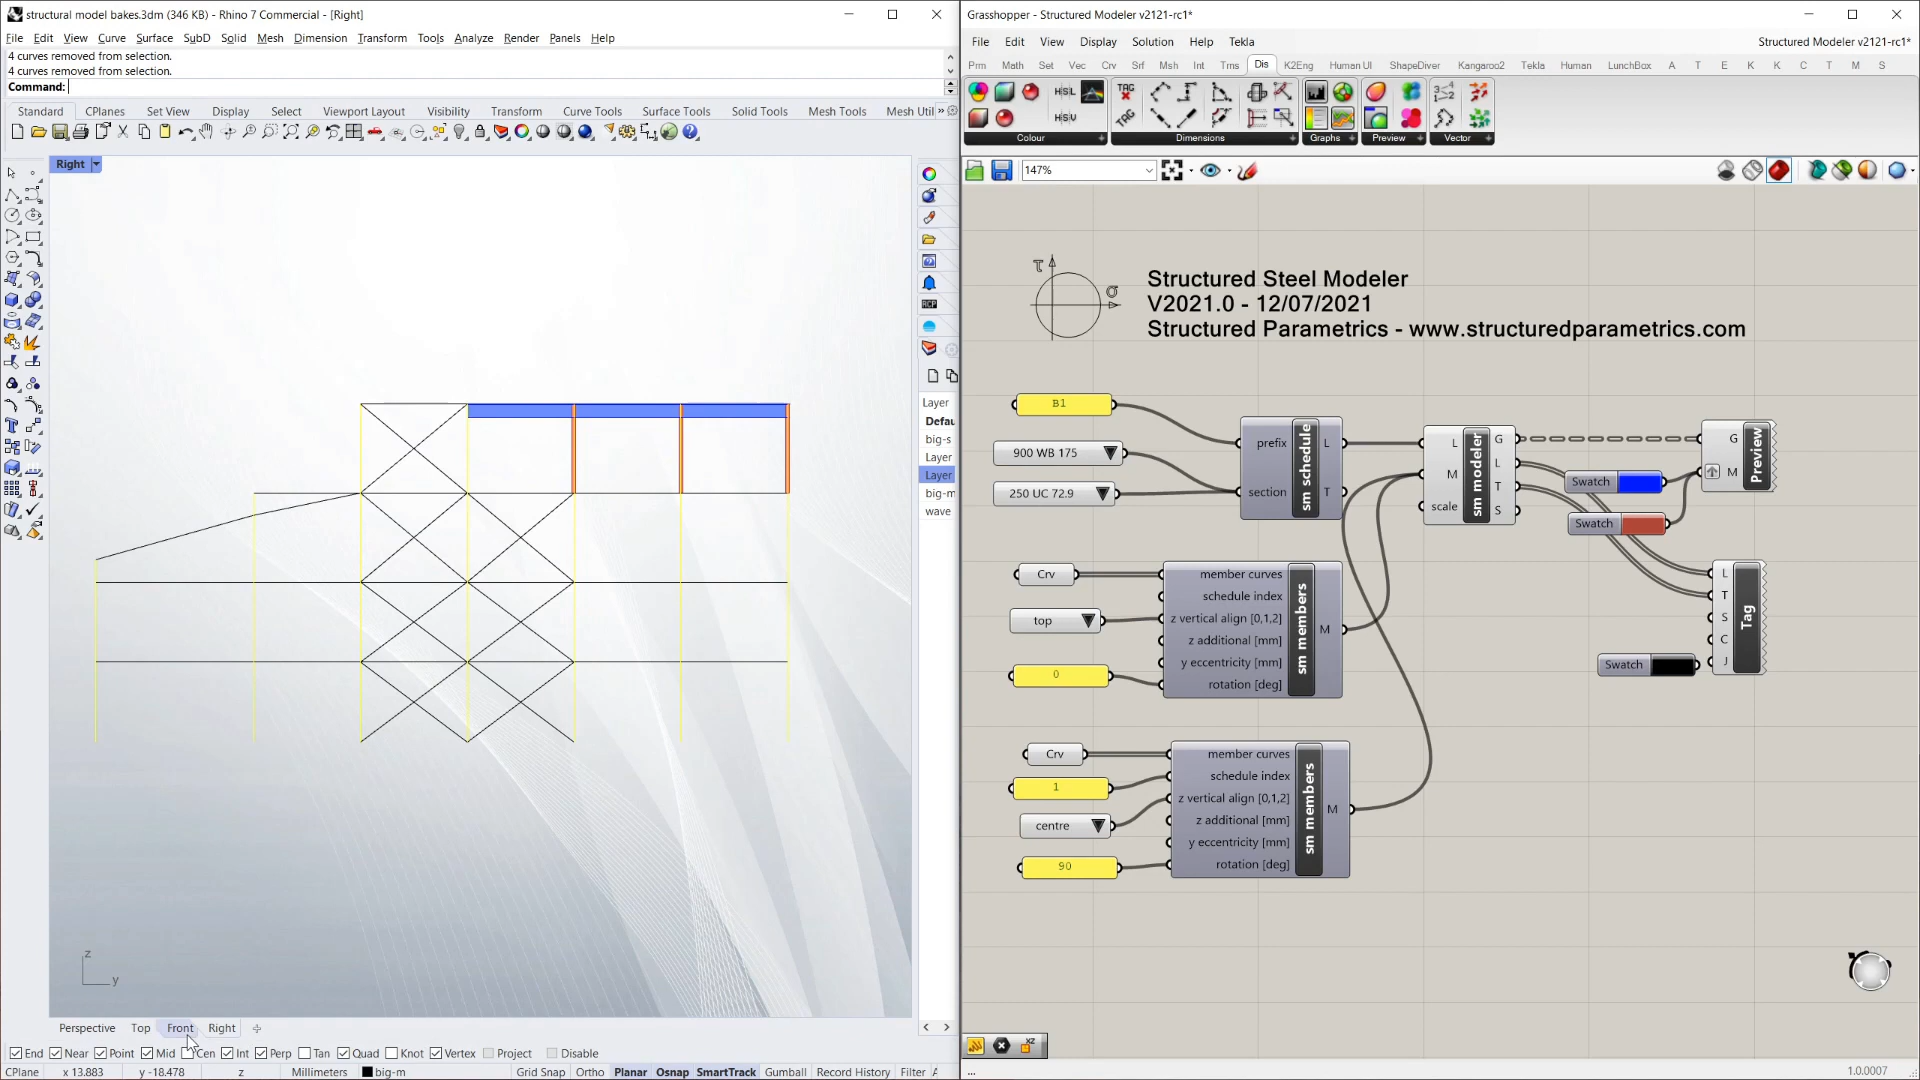 structural model bakes.3dm (346 KB) - Rhino 7 Commercial - [Right]
File Edit View Curve Surface SubD Solid Mesh Dimension Transform Tools Analyze Render Panels Help
4 curves removed from selection.
4 curves removed from selection.
Command:
Standard CPlanes Set View Display Select Viewport Layout Visibility Transform Curve Tools Surface Tools Solid Tools Mesh Tools Mesh Util »
Right
RCP
Layer
Defau
big-s
Layer
Layer
big-m
wave
z
y
Perspective Top Front Right
End Near Point Mid Cen Int Perp Tan Quad Knot Vertex Project Disable
CPlane x 13.883 y -18.478 z Millimeters big-m Grid Snap Ortho Planar Osnap SmartTrack Gumball Record History Filter A
Grasshopper - Structured Modeler v2121-rc1*
File Edit View Display Solution Help Tekla Structured Modeler v2121-rc1*
Prm Math Set Vec Crv Srf Msh Int Trns Dis K2Eng Human UI ShapeDiver Kangaroo2 Tekla Human LunchBox A T E K K C T M S
HSL TAG
HSV TAG
Colour Dimensions Graphs Preview Vector
147%
τ
σ
Structured Steel Modeler
V2021.0 - 12/07/2021
Structured Parametrics - www.structuredparametrics.com
B1
900 WB 175
250 UC 72.9
prefix
section
sm schedule
L
T
L
M
scale
sm modeler
G
L
T
S
Swatch
Swatch
G
M
Preview
Crv
top
0
member curves
schedule index
z vertical align [0,1,2]
z additional [mm]
y eccentricity [mm]
rotation [deg]
sm members
M
Swatch
L
T
S
C
J
Tag
Crv
1
centre
90
member curves
schedule index
z vertical align [0,1,2]
z additional [mm]
y eccentricity [mm]
rotation [deg]
sm members
M
XZ
...
1.0.0007